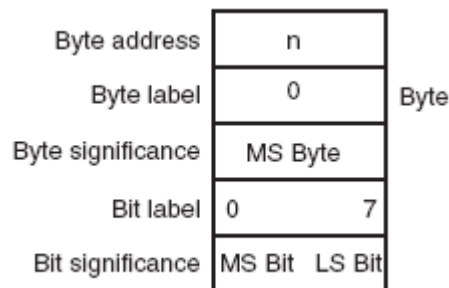 Byte address n
Byte label 0 Byte
Byte significance MS Byte
Bit label 0 7
Bit significance MS Bit LS Bit